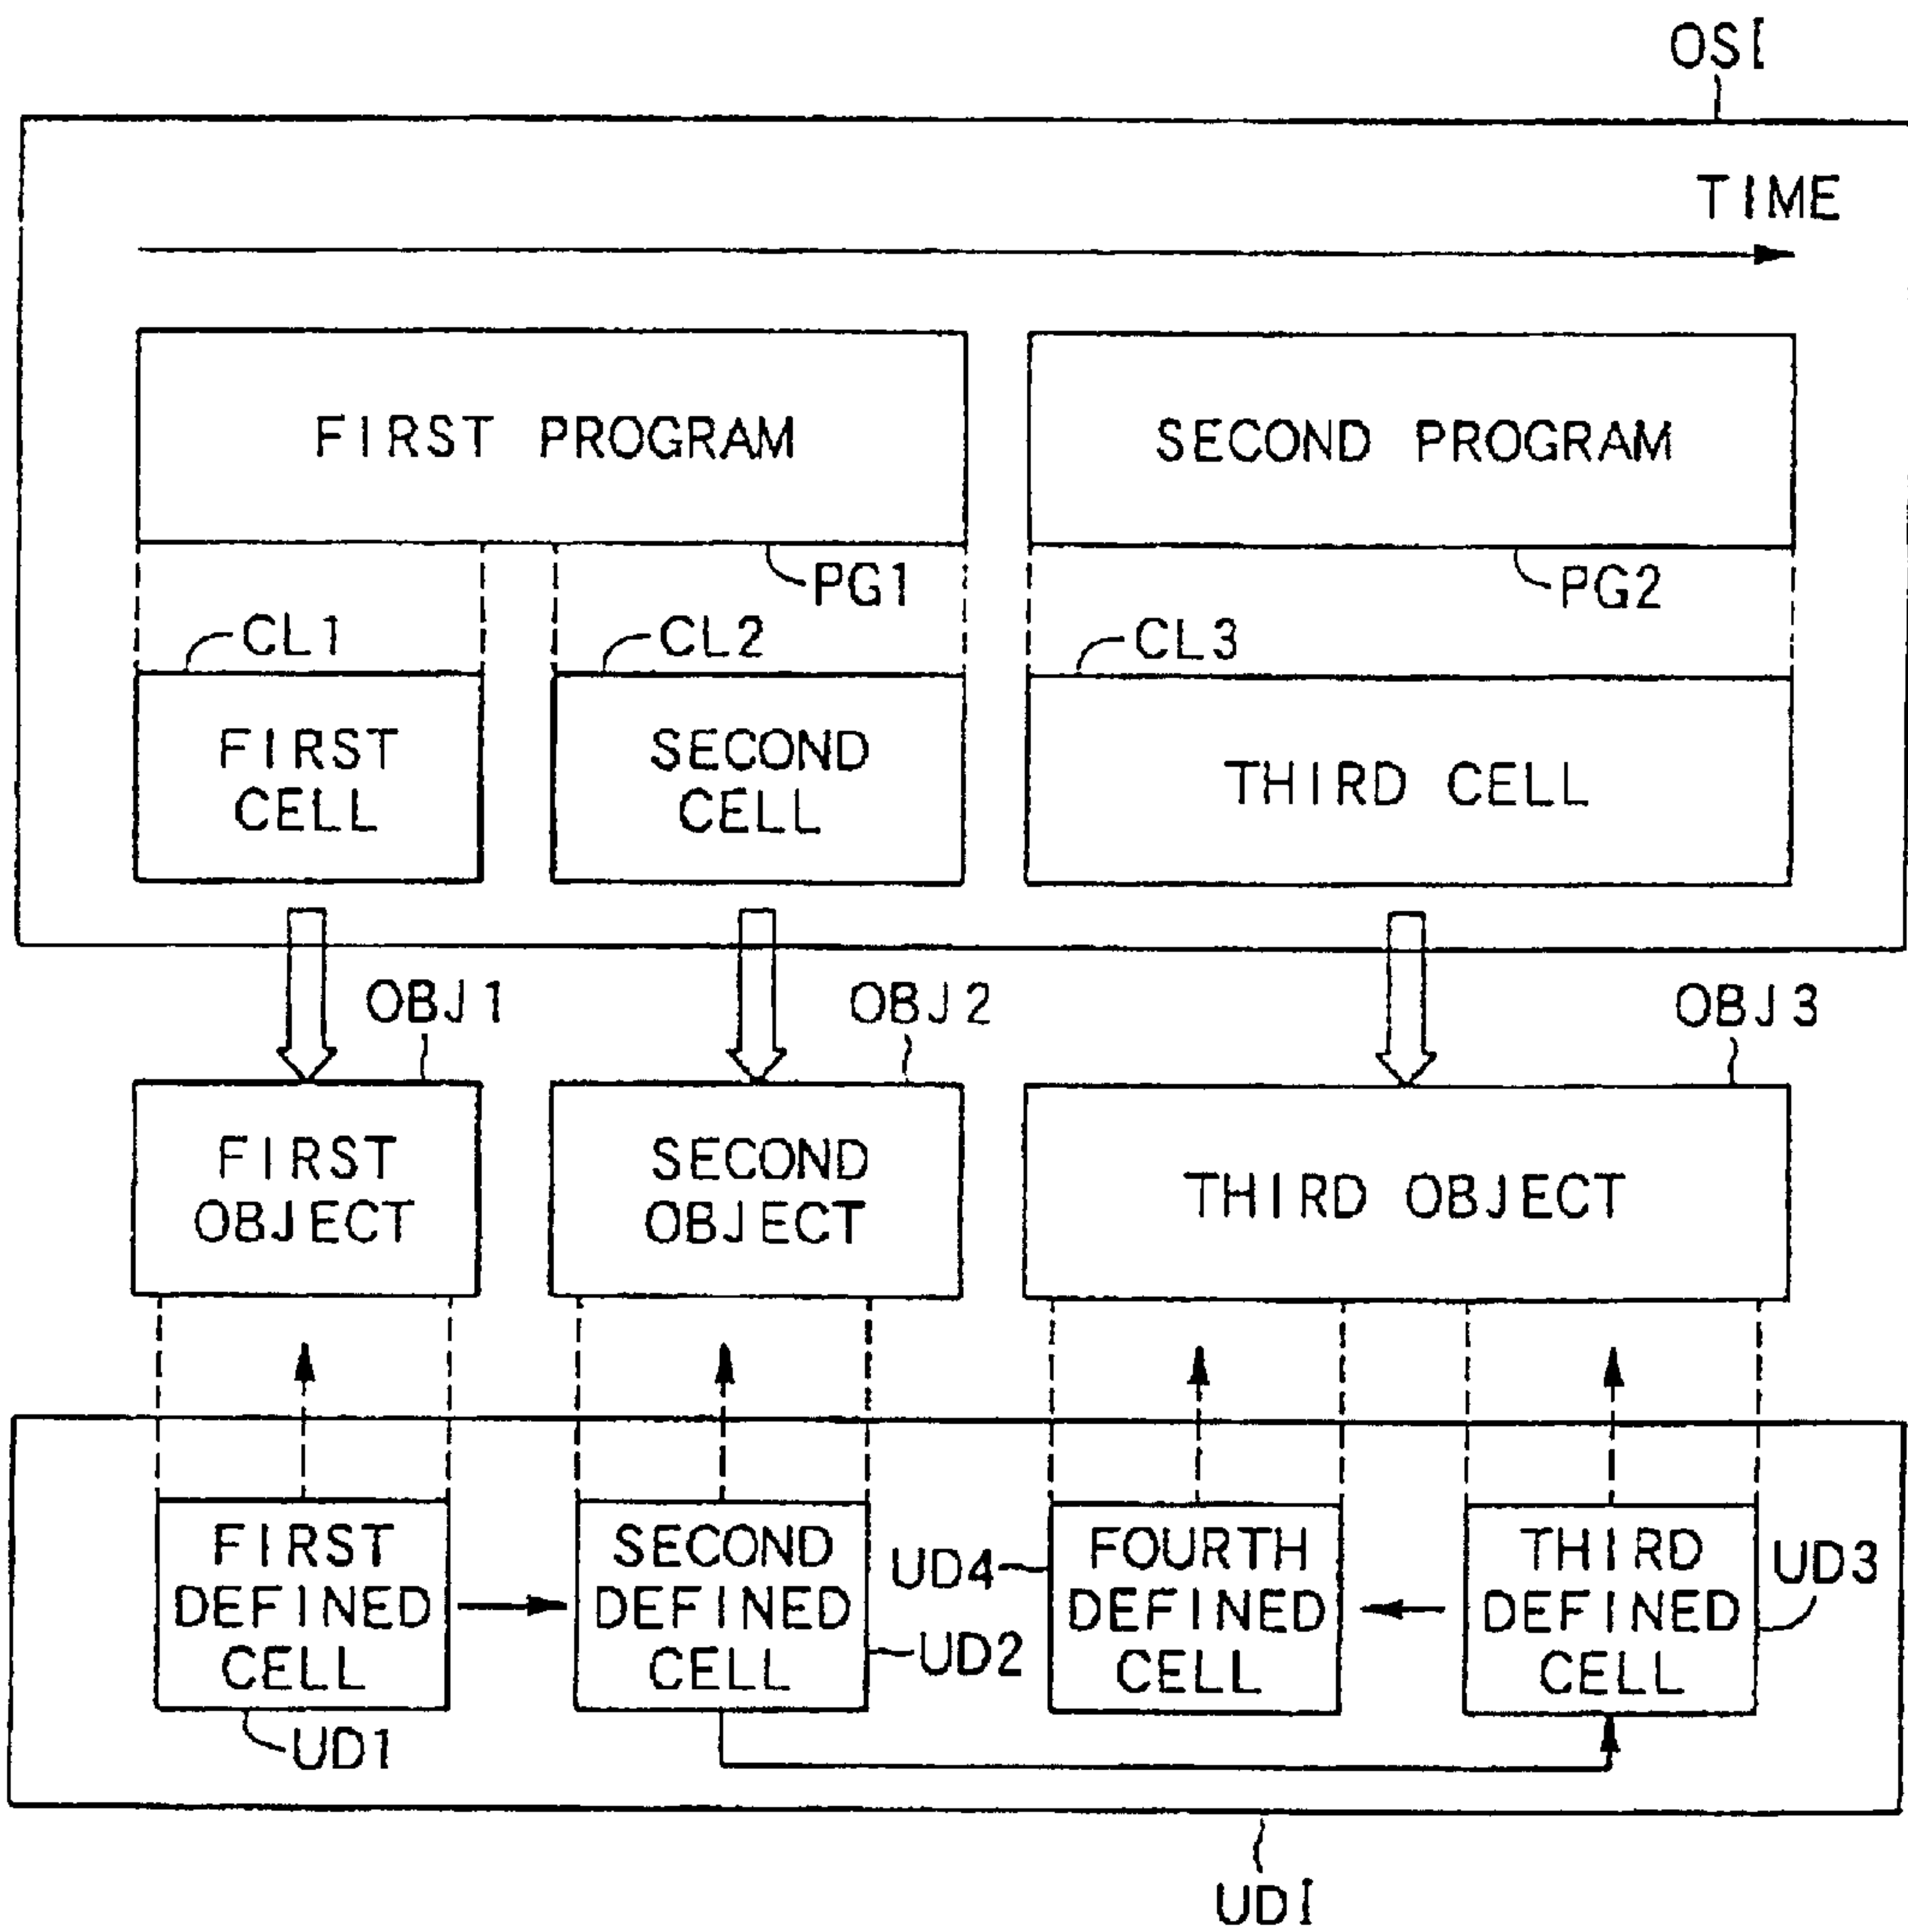 OSI
TIME
FIRST PROGRAM
SECOND PROGRAM
PG1
PG2
CL1
CL2
CL3
FIRST
CELL
SECOND
CELL
THIRD CELL
OBJ1
OBJ2
OBJ3
FIRST
OBJECT
SECOND
OBJECT
THIRD OBJECT
FIRST
DEFINED
CELL
SECOND
DEFINED
CELL
UD4
FOURTH
DEFINED
CELL
THIRD
DEFINED
CELL
UD3
UD2
UD1
UDI